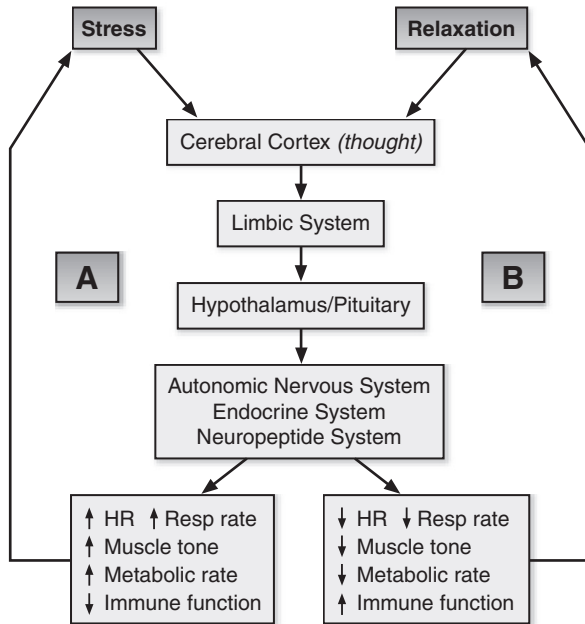 Stress
Relaxation
Cerebral Cortex (thought)
Limbic System
A
B
Hypothalamus/Pituitary
Autonomic Nervous System
Endocrine System
Neuropeptide System
↑ HR ↑ Resp rate
↑ Muscle tone
↑ Metabolic rate
↓ Immune function
↓ HR ↓ Resp rate
↓ Muscle tone
↓ Metabolic rate
↑ Immune function